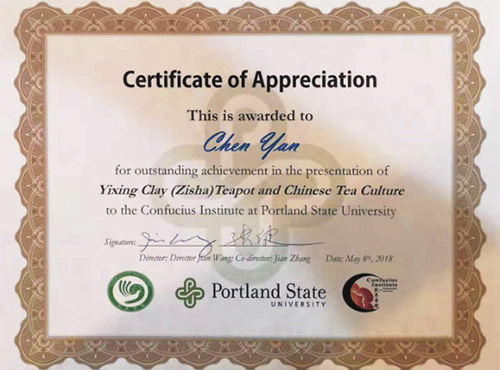 Certificate of Appreciation
This is awarded to
Chen Yan
for outstanding achievement in the presentation of
Yixing Clay (Zisha) Teapot and Chinese Tea Culture
to the Confucius Institute at Portland State University
Signature:
Director: Director Jian Wang; Co-director: Jian Zhang Date: May 8th, 2018
Portland State
UNIVERSITY
Confucius
Institute